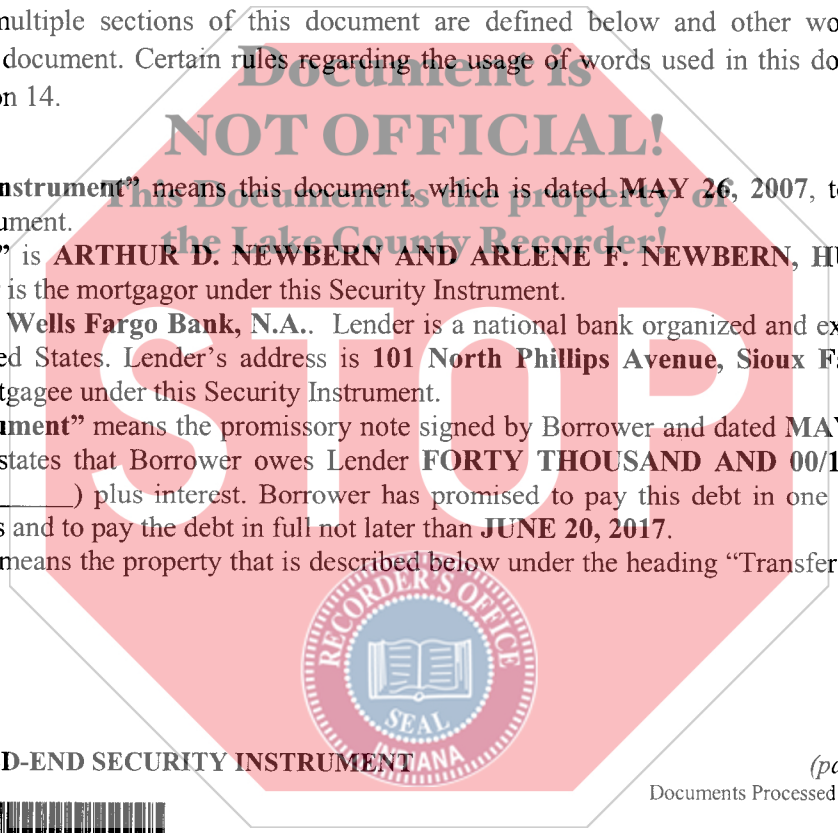 multiple sections of this document are defined below and other wo
document. Certain rules regarding the usage of words used in this do
n 14.
Document is
NOT OFFICIAL!
This Document is the property of
the Lake County Recorder!
nstrument” means this document, which is dated MAY 26, 2007, t
ument.
” is ARTHUR D. NEWBERN AND ARLENE F. NEWBERN, HU
is the mortgagor under this Security Instrument.
Wells Fargo Bank, N.A.. Lender is a national bank organized and ex
ed States. Lender’s address is 101 North Phillips Avenue, Sioux Fa
tgagee under this Security Instrument.
ument” means the promissory note signed by Borrower and dated MAY
states that Borrower owes Lender FORTY THOUSAND AND 00/1
________) plus interest. Borrower has promised to pay this debt in one
s and to pay the debt in full not later than JUNE 20, 2017.
means the property that is described below under the heading “Transfer
STOP
RECORDER'S OFFICE
SEAL
INDIANA
D-END SECURITY INSTRUMENT
(pa
Documents Processed